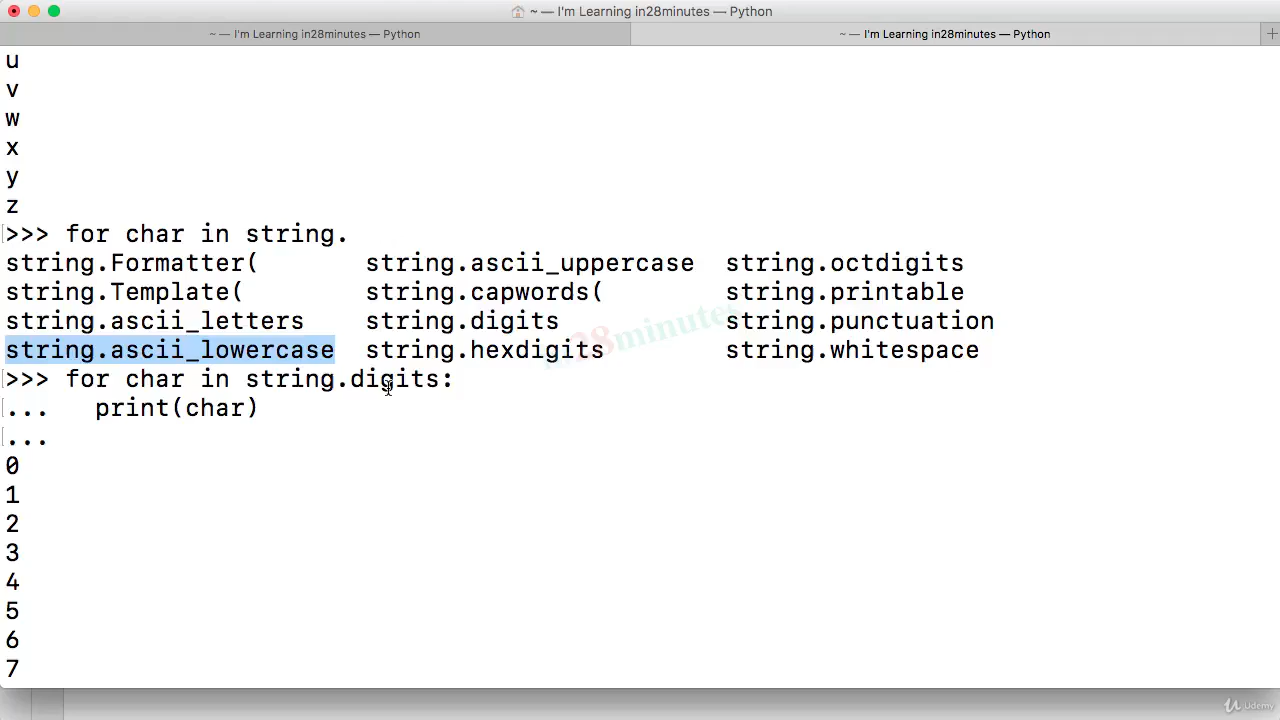 ~ — I'm Learning in28minutes — Python
~ — I'm Learning in28minutes — Python
~ — I'm Learning in28minutes — Python
u
v
w
x
y
z
>>> for char in string.
string.Formatter( string.ascii_uppercase string.octdigits
string.Template( string.capwords( string.printable
string.ascii_letters string.digits string.punctuation
string.ascii_lowercase string.hexdigits string.whitespace
in28minutes
>>> for char in string.digits:
... print(char)
...
0
1
2
3
4
5
6
7
Udemy